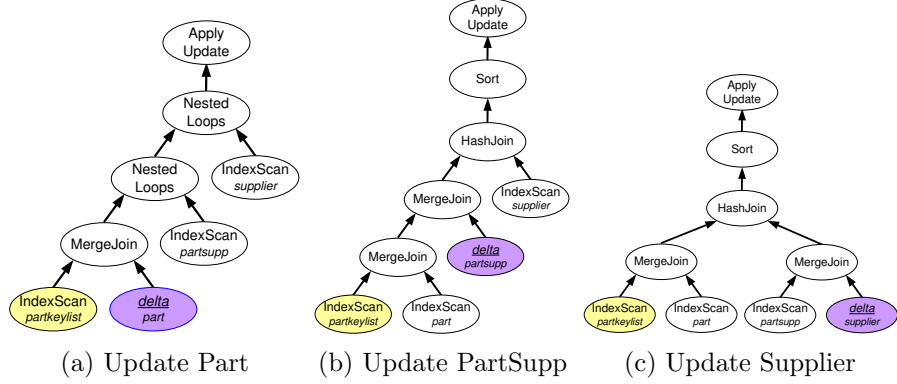 Apply
Update
Nested
Loops
Nested
Loops
IndexScan
supplier
MergeJoin
IndexScan
partsupp
IndexScan
partkeylist
delta
part
(a) Update Part
Apply
Update
Sort
HashJoin
MergeJoin
IndexScan
supplier
MergeJoin
delta
partsupp
IndexScan
partkeylist
IndexScan
part
(b) Update PartSupp
Apply
Update
Sort
HashJoin
MergeJoin
MergeJoin
IndexScan
partkeylist
IndexScan
part
IndexScan
partsupp
delta
supplier
(c) Update Supplier